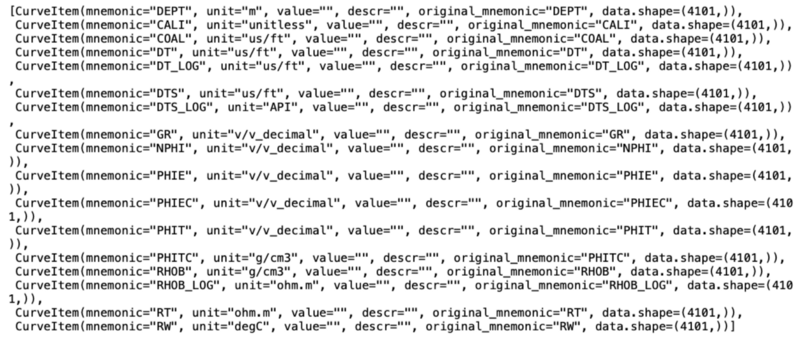 [CurveItem(mnemonic="DEPT", unit="m", value="", descr="", original_mnemonic="DEPT", data.shape=(4101,)),
 CurveItem(mnemonic="CALI", unit="unitless", value="", descr="", original_mnemonic="CALI", data.shape=(4101,)),
 CurveItem(mnemonic="COAL", unit="us/ft", value="", descr="", original_mnemonic="COAL", data.shape=(4101,)),
 CurveItem(mnemonic="DT", unit="us/ft", value="", descr="", original_mnemonic="DT", data.shape=(4101,)),
 CurveItem(mnemonic="DT_LOG", unit="us/ft", value="", descr="", original_mnemonic="DT_LOG", data.shape=(4101,))
,
 CurveItem(mnemonic="DTS", unit="us/ft", value="", descr="", original_mnemonic="DTS", data.shape=(4101,)),
 CurveItem(mnemonic="DTS_LOG", unit="API", value="", descr="", original_mnemonic="DTS_LOG", data.shape=(4101,))
,
 CurveItem(mnemonic="GR", unit="v/v_decimal", value="", descr="", original_mnemonic="GR", data.shape=(4101,)),
 CurveItem(mnemonic="NPHI", unit="v/v_decimal", value="", descr="", original_mnemonic="NPHI", data.shape=(4101,
)),
 CurveItem(mnemonic="PHIE", unit="v/v_decimal", value="", descr="", original_mnemonic="PHIE", data.shape=(4101,
)),
 CurveItem(mnemonic="PHIEC", unit="v/v_decimal", value="", descr="", original_mnemonic="PHIEC", data.shape=(410
1,)),
 CurveItem(mnemonic="PHIT", unit="v/v_decimal", value="", descr="", original_mnemonic="PHIT", data.shape=(4101,
)),
 CurveItem(mnemonic="PHITC", unit="g/cm3", value="", descr="", original_mnemonic="PHITC", data.shape=(4101,)),
 CurveItem(mnemonic="RHOB", unit="g/cm3", value="", descr="", original_mnemonic="RHOB", data.shape=(4101,)),
 CurveItem(mnemonic="RHOB_LOG", unit="ohm.m", value="", descr="", original_mnemonic="RHOB_LOG", data.shape=(410
1,)),
 CurveItem(mnemonic="RT", unit="ohm.m", value="", descr="", original_mnemonic="RT", data.shape=(4101,)),
 CurveItem(mnemonic="RW", unit="degC", value="", descr="", original_mnemonic="RW", data.shape=(4101,))]